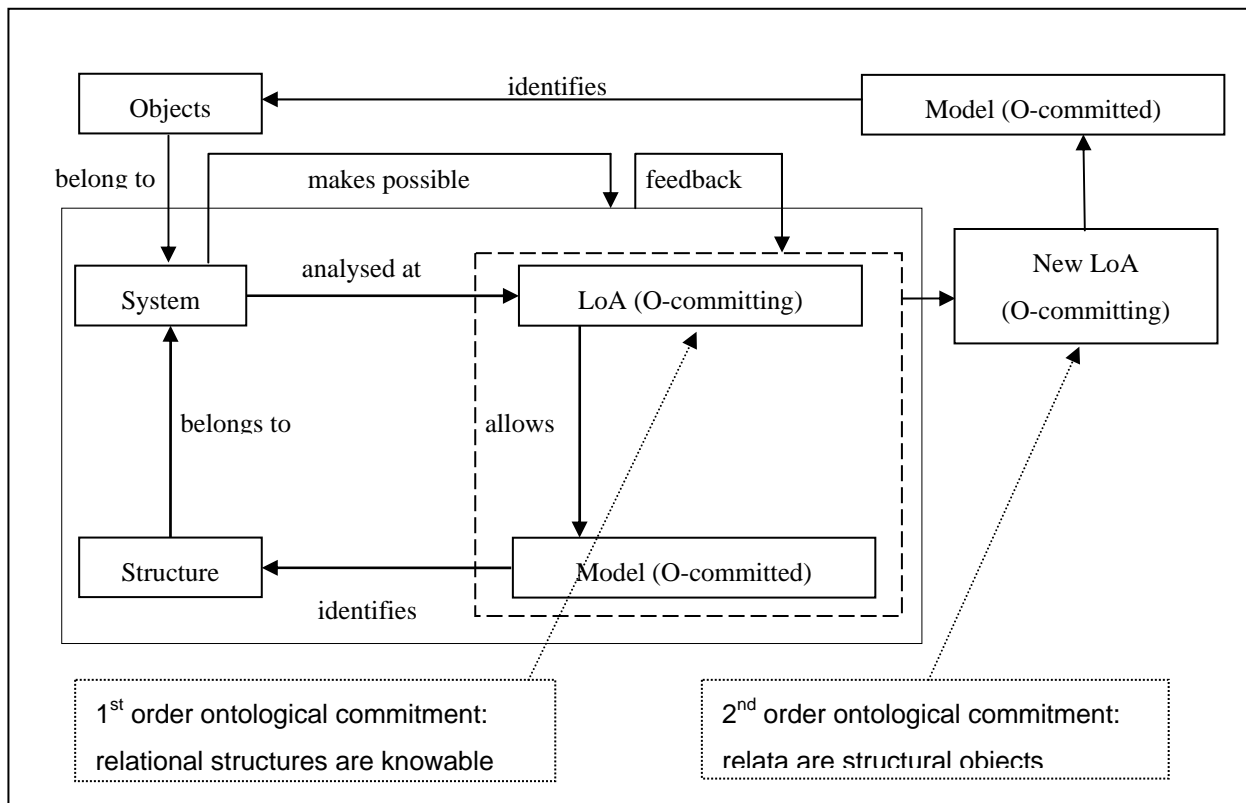 identifies
Objects
Model (O-committed)
belong to
makes possible
feedback
analysed at
System
LoA (O-committing)
New LoA
(O-committing)
belongs to
allows
Structure
Model (O-committed)
identifies
1st order ontological commitment:
relational structures are knowable
2nd order ontological commitment:
relata are structural objects